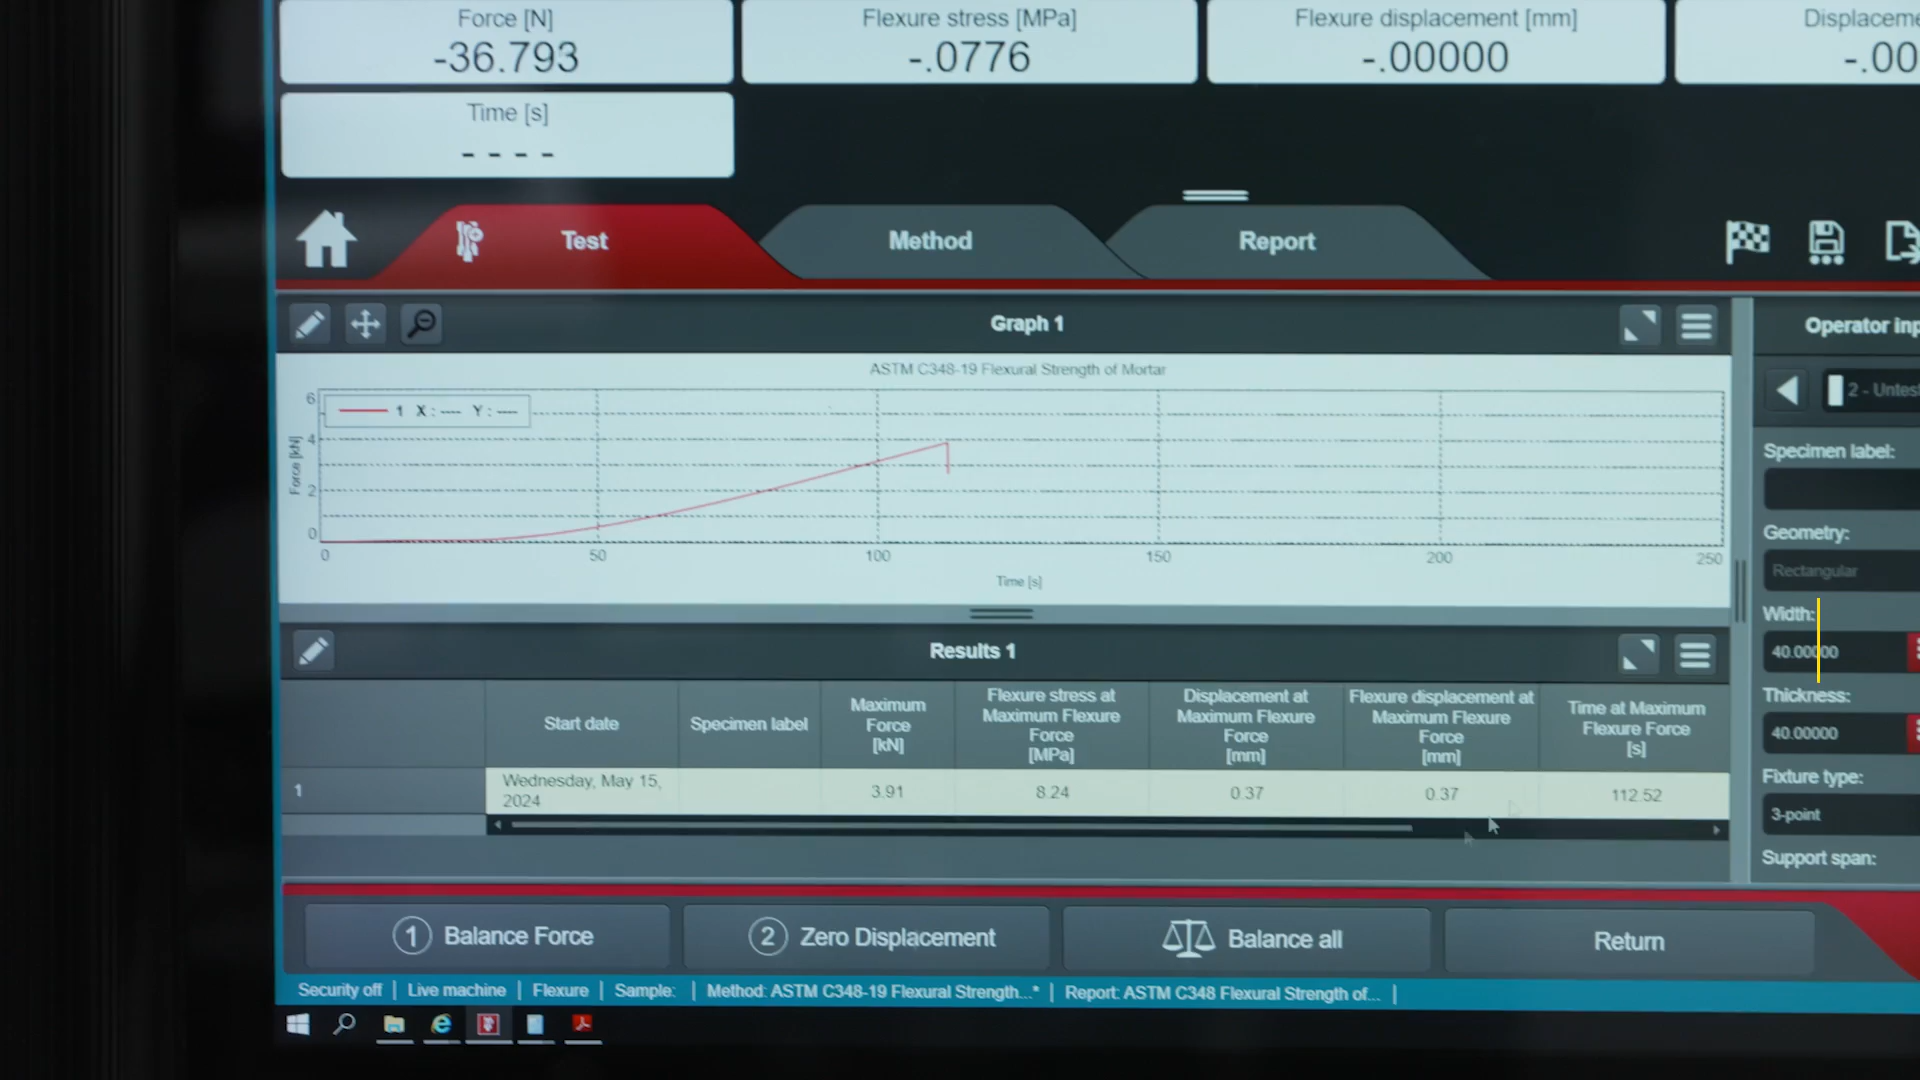 Force [N]
-36.793
Flexure stress [MPa]
-.0776
Flexure displacement [mm]
-.00000
Displaceme
-.00
Time [s]
- - - -
Test
Method
Report
Graph 1
ASTM C348-19 Flexural Strength of Mortar
1 X : ---- Y : ----
Force [kN]
6
4
2
0
0
50
100
150
200
250
Time [s]
Operator inp
2 - Untest
Specimen label:
Geometry:
Rectangular
Width:
40.00000
Thickness:
40.00000
Fixture type:
3-point
Support span:
Results 1
Start date
Specimen label
Maximum
Force
[kN]
Flexure stress at
Maximum Flexure
Force
[MPa]
Displacement at
Maximum Flexure
Force
[mm]
Flexure displacement at
Maximum Flexure
Force
[mm]
Time at Maximum
Flexure Force
[s]
1
Wednesday, May 15,
2024
3.91
8.24
0.37
0.37
112.52
1 Balance Force
2 Zero Displacement
Balance all
Return
Security off | Live machine | Flexure | Sample: | Method: ASTM C348-19 Flexural Strength...* | Report: ASTM C348 Flexural Strength of... |